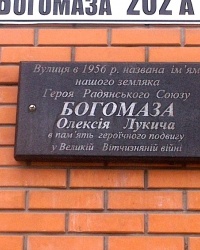 БОГОМАЗА 202 А
Вулиця в 1956 р. названа ім'ям
нашого земляка
Героя Радянського Союзу
БОГОМАЗА
Олексія Лукича
в пам'ять героїчного подвигу
у Великій Вітчизняній війні